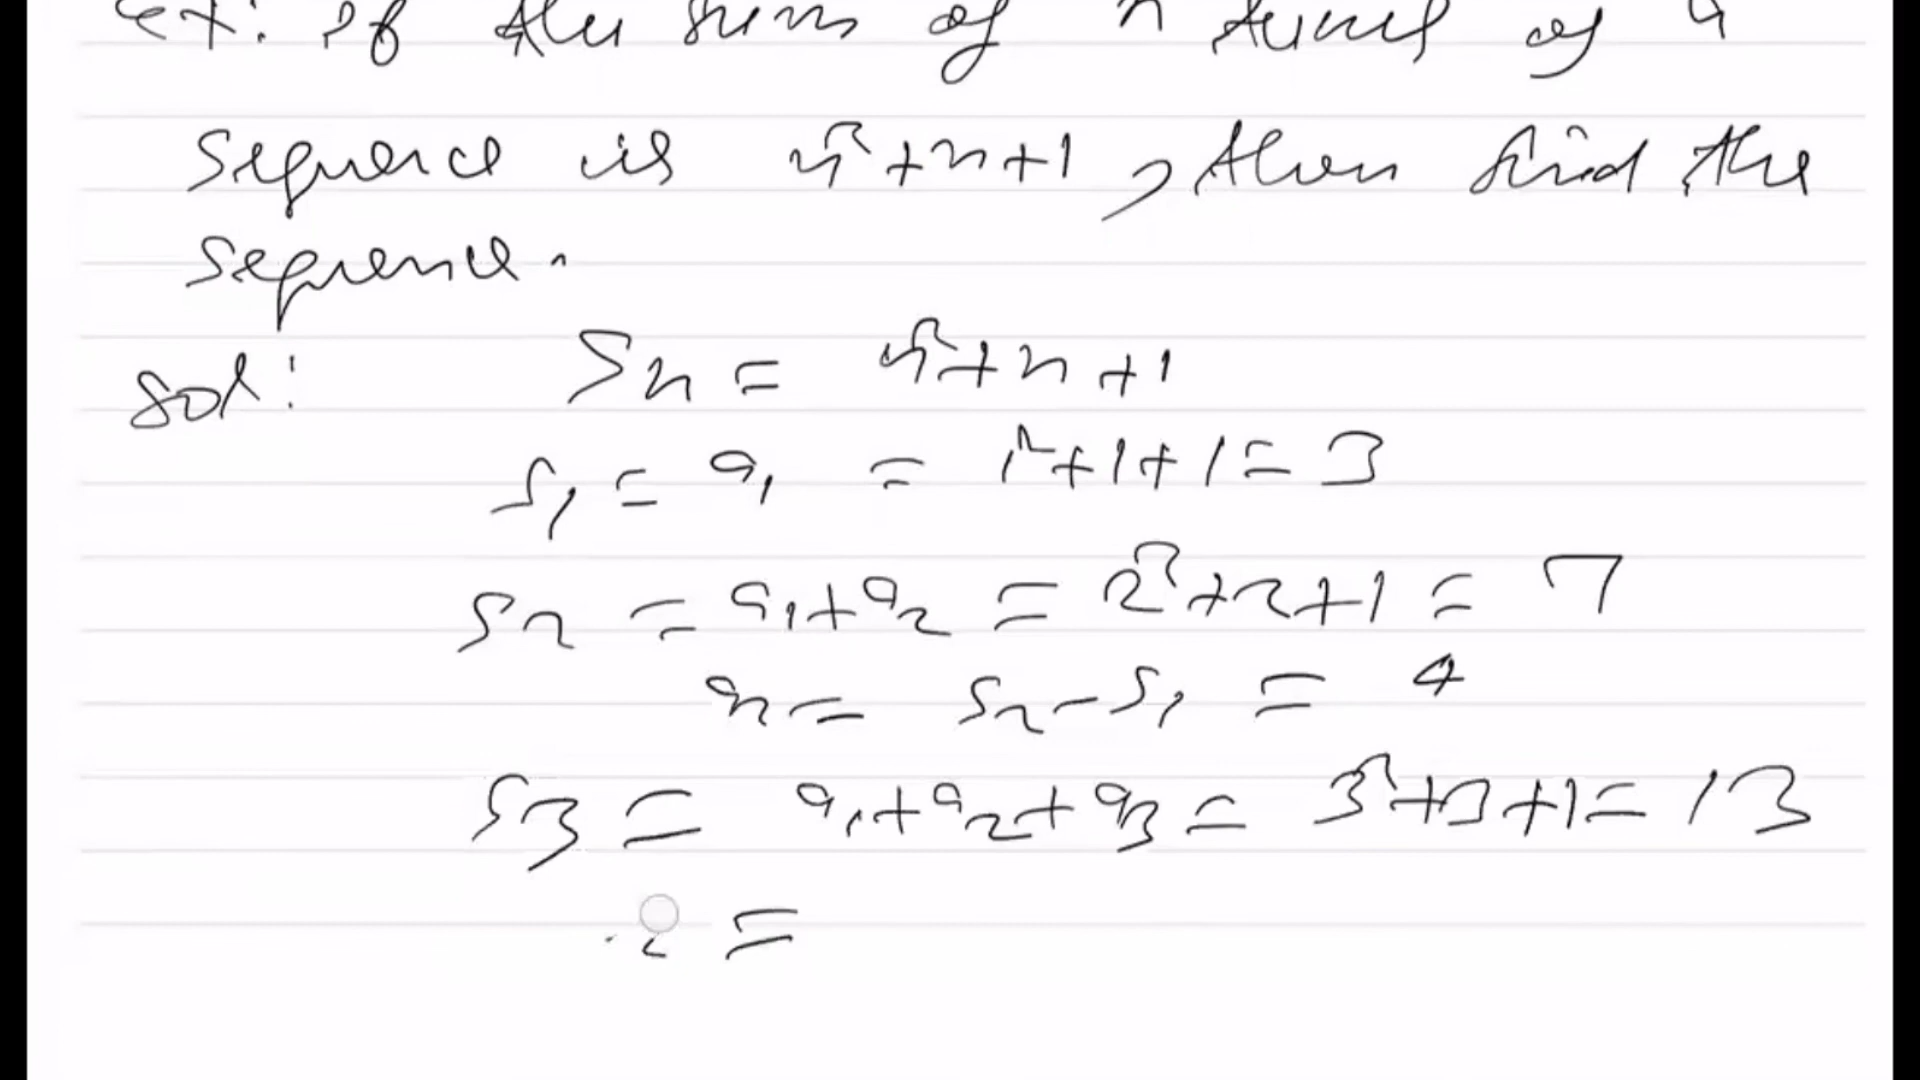 Ex: If the sum of n terms of a
sequence is n²+n+1, then find the
sequence.
Sol: Sn = n²+n+1
S₁ = a₁ = 1²+1+1 = 3
S₂ = a₁+a₂ = 2²+2+1 = 7
a₂ = S₂-S₁ = 4
S₃ = a₁+a₂+a₃ = 3²+3+1 = 13
=